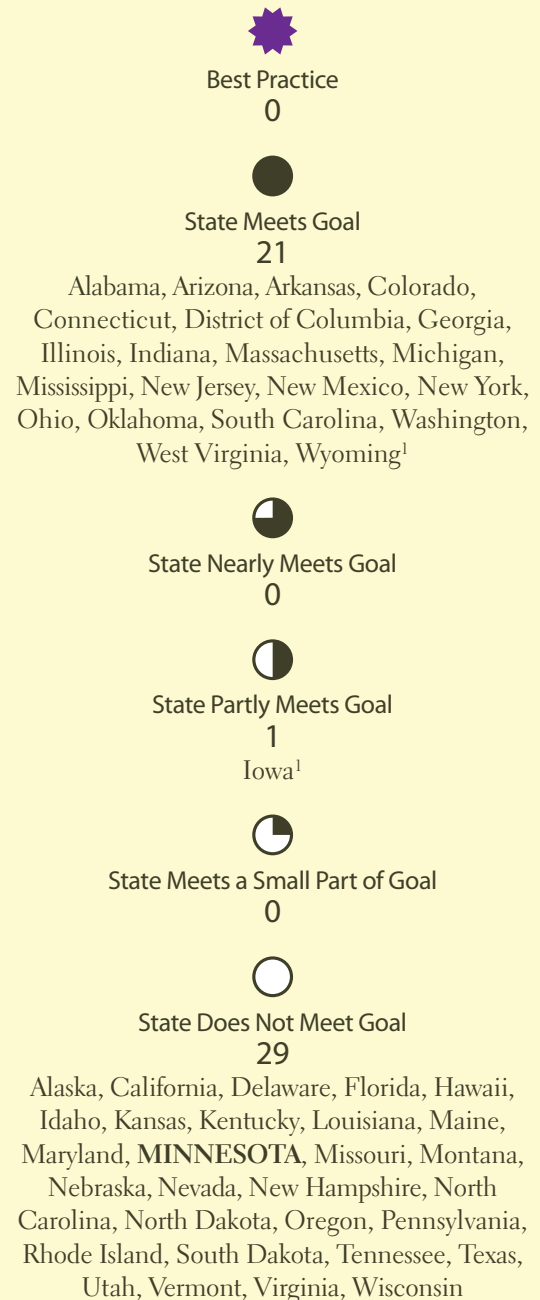 Best Practice
0
State Meets Goal
21
Alabama, Arizona, Arkansas, Colorado,
Connecticut, District of Columbia, Georgia,
Illinois, Indiana, Massachusetts, Michigan,
Mississippi, New Jersey, New Mexico, New York,
Ohio, Oklahoma, South Carolina, Washington,
West Virginia, Wyoming¹
State Nearly Meets Goal
0
State Partly Meets Goal
1
Iowa¹
State Meets a Small Part of Goal
0
State Does Not Meet Goal
29
Alaska, California, Delaware, Florida, Hawaii,
Idaho, Kansas, Kentucky, Louisiana, Maine,
Maryland, MINNESOTA, Missouri, Montana,
Nebraska, Nevada, New Hampshire, North
Carolina, North Dakota, Oregon, Pennsylvania,
Rhode Island, South Dakota, Tennessee, Texas,
Utah, Vermont, Virginia, Wisconsin